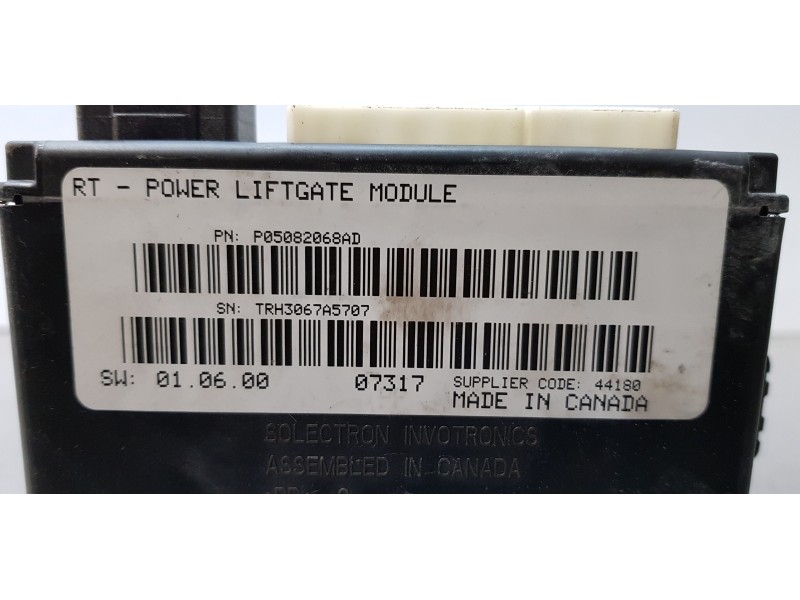 RT - POWER LIFTGATE MODULE
PN: P05082068AD
SN: TRH3067A5707
SW: 01.06.00 07317 SUPPLIER CODE: 44180
MADE IN CANADA
SOLECTRON INVOTRONICS
ASSEMBLED IN CANADA